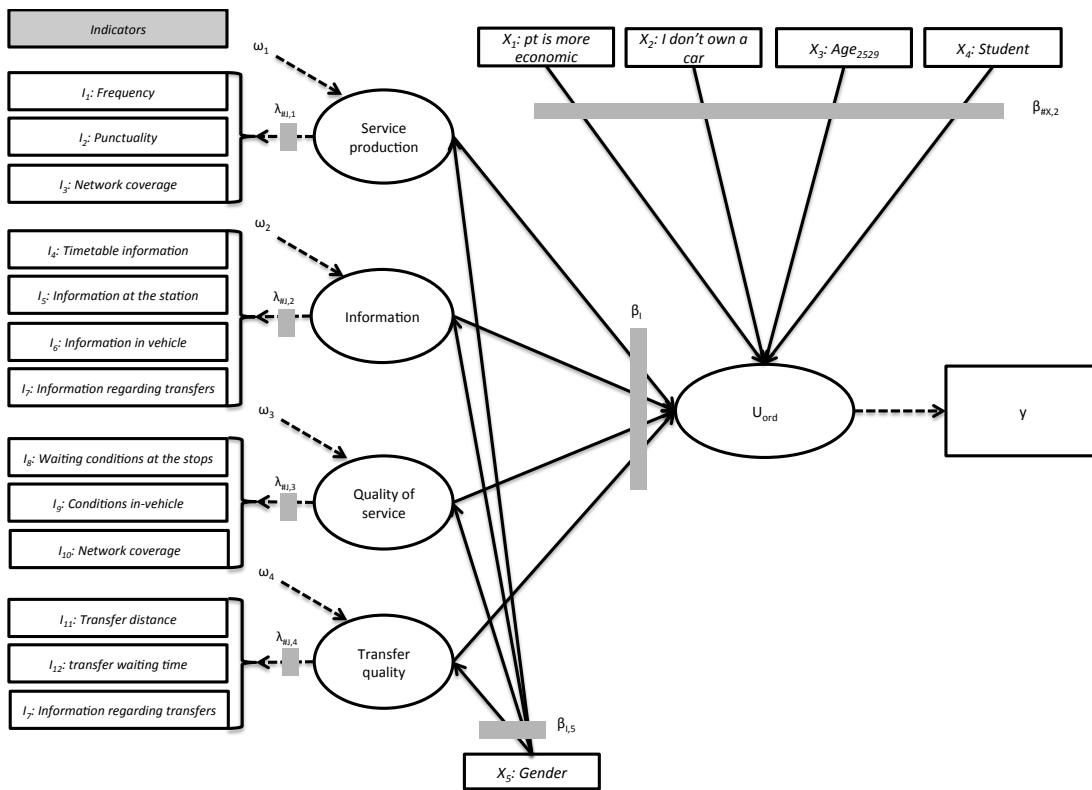 Indicators
ω1
X1: pt is more
economic
X2: I don't own a
car
X3: Age2529
X4: Student
I1: Frequency
λ#J,1
Service
production
β#X,2
I2: Punctuality
I3: Network coverage
ω2
I4: Timetable information
I5: Information at the station
λ#J,2
Information
βI
I6: Information in vehicle
I7: Information regarding transfers
Uord
y
ω3
I8: Waiting conditions at the stops
λ#J,3
I9: Conditions in-vehicle
Quality of
service
I10: Network coverage
ω4
I11: Transfer distance
λ#J,4
I12: transfer waiting time
Transfer
quality
I7: Information regarding transfers
βI,5
X5: Gender